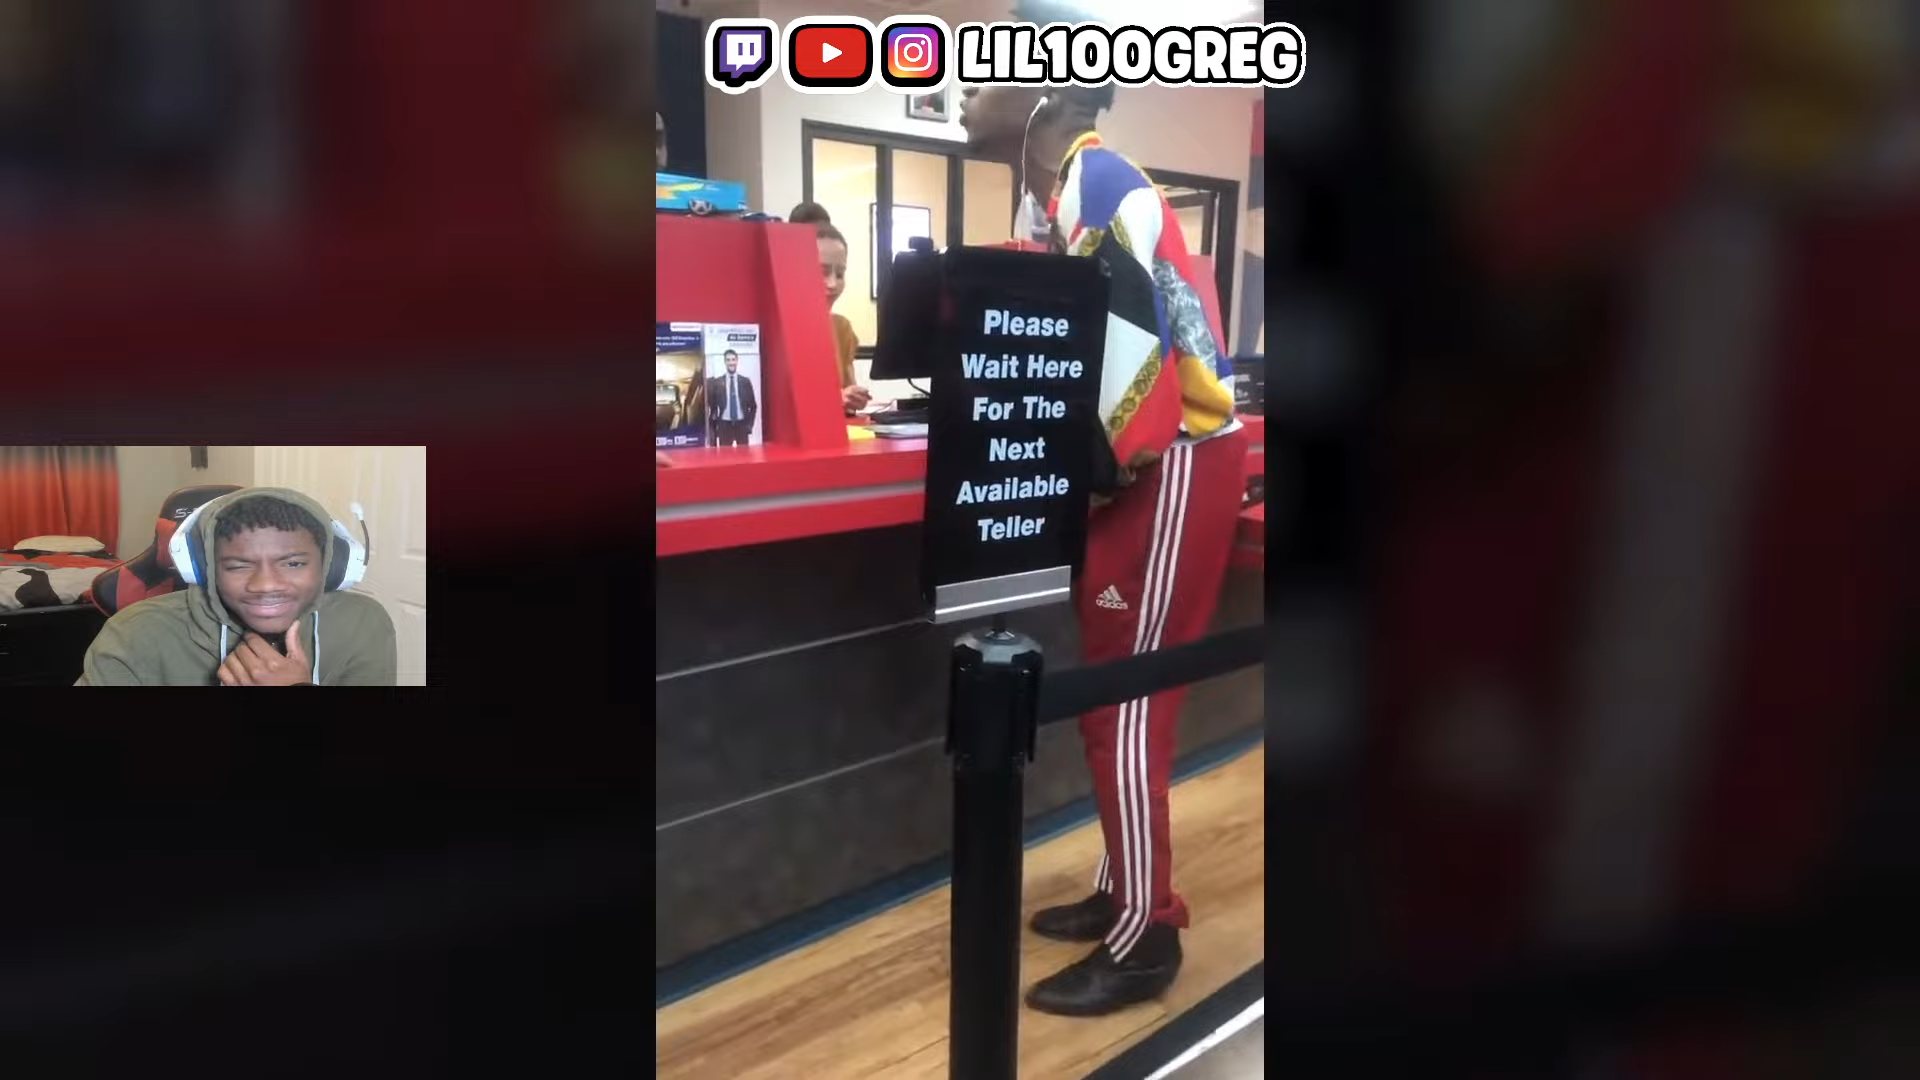 LIL100GREG
Please
Wait Here
For The
Next
Available
Teller
adidas